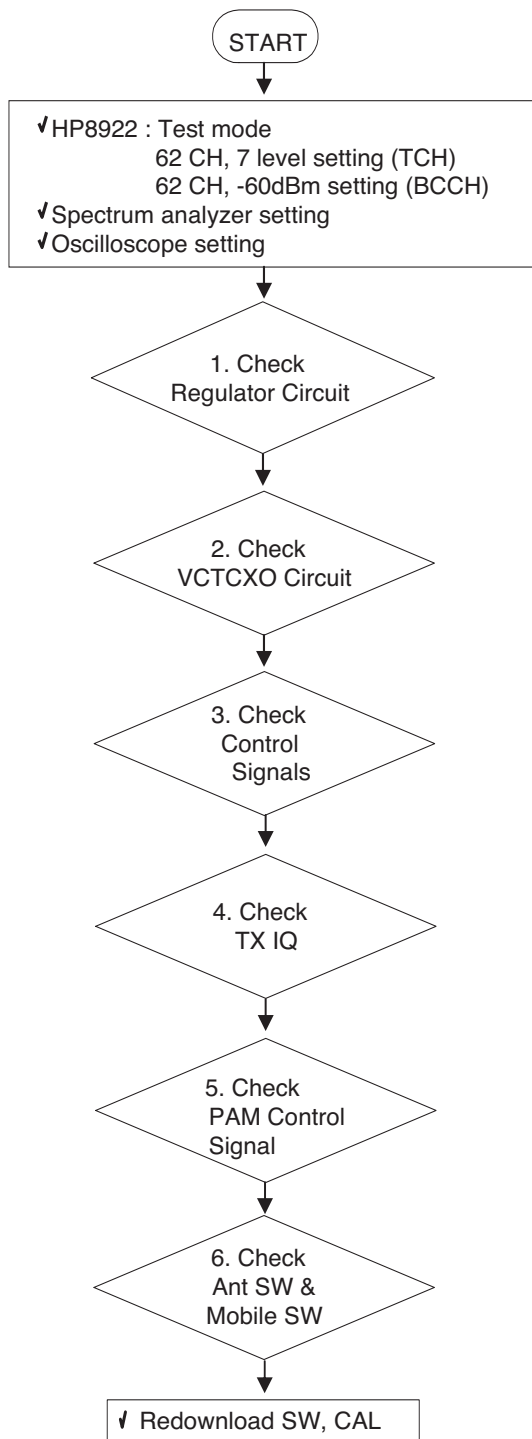 START
✓HP8922 : Test mode
62 CH, 7 level setting (TCH)
62 CH, -60dBm setting (BCCH)
✓Spectrum analyzer setting
✓Oscilloscope setting
1. Check
Regulator Circuit
2. Check
VCTCXO Circuit
3. Check
Control
Signals
4. Check
TX IQ
5. Check
PAM Control
Signal
6. Check
Ant SW &
Mobile SW
✓ Redownload SW, CAL